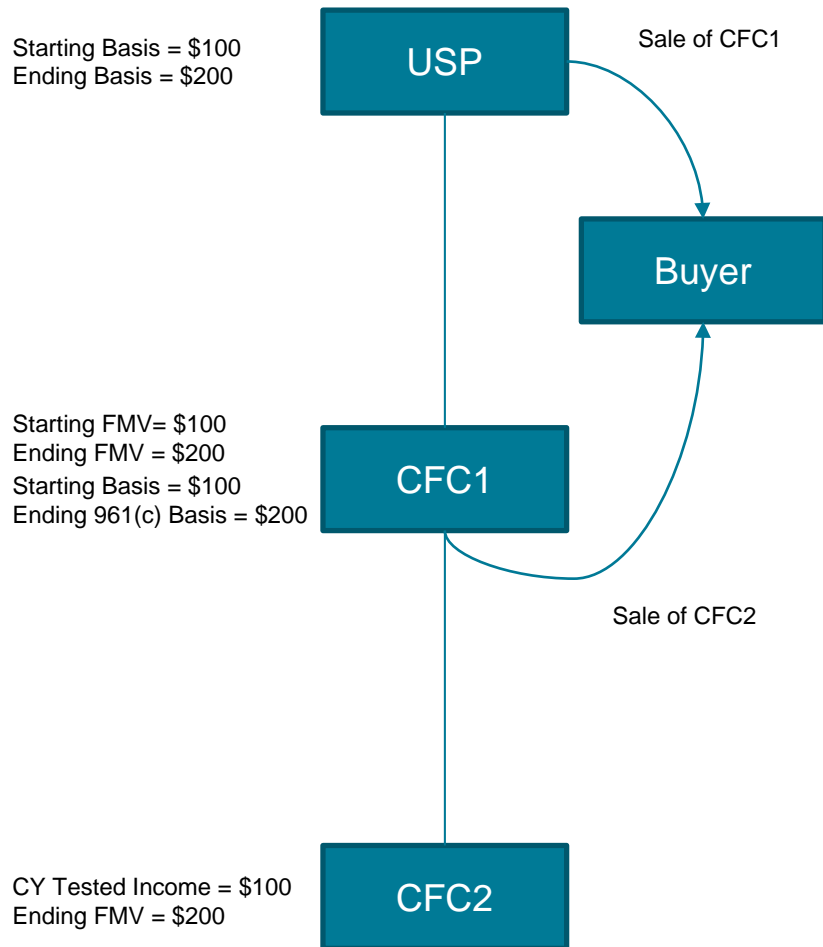 Starting Basis = $100
Ending Basis = $200
USP
Sale of CFC1
Buyer
Starting FMV= $100
Ending FMV = $200
Starting Basis = $100
Ending 961(c) Basis = $200
CFC1
Sale of CFC2
CY Tested Income = $100
Ending FMV = $200
CFC2